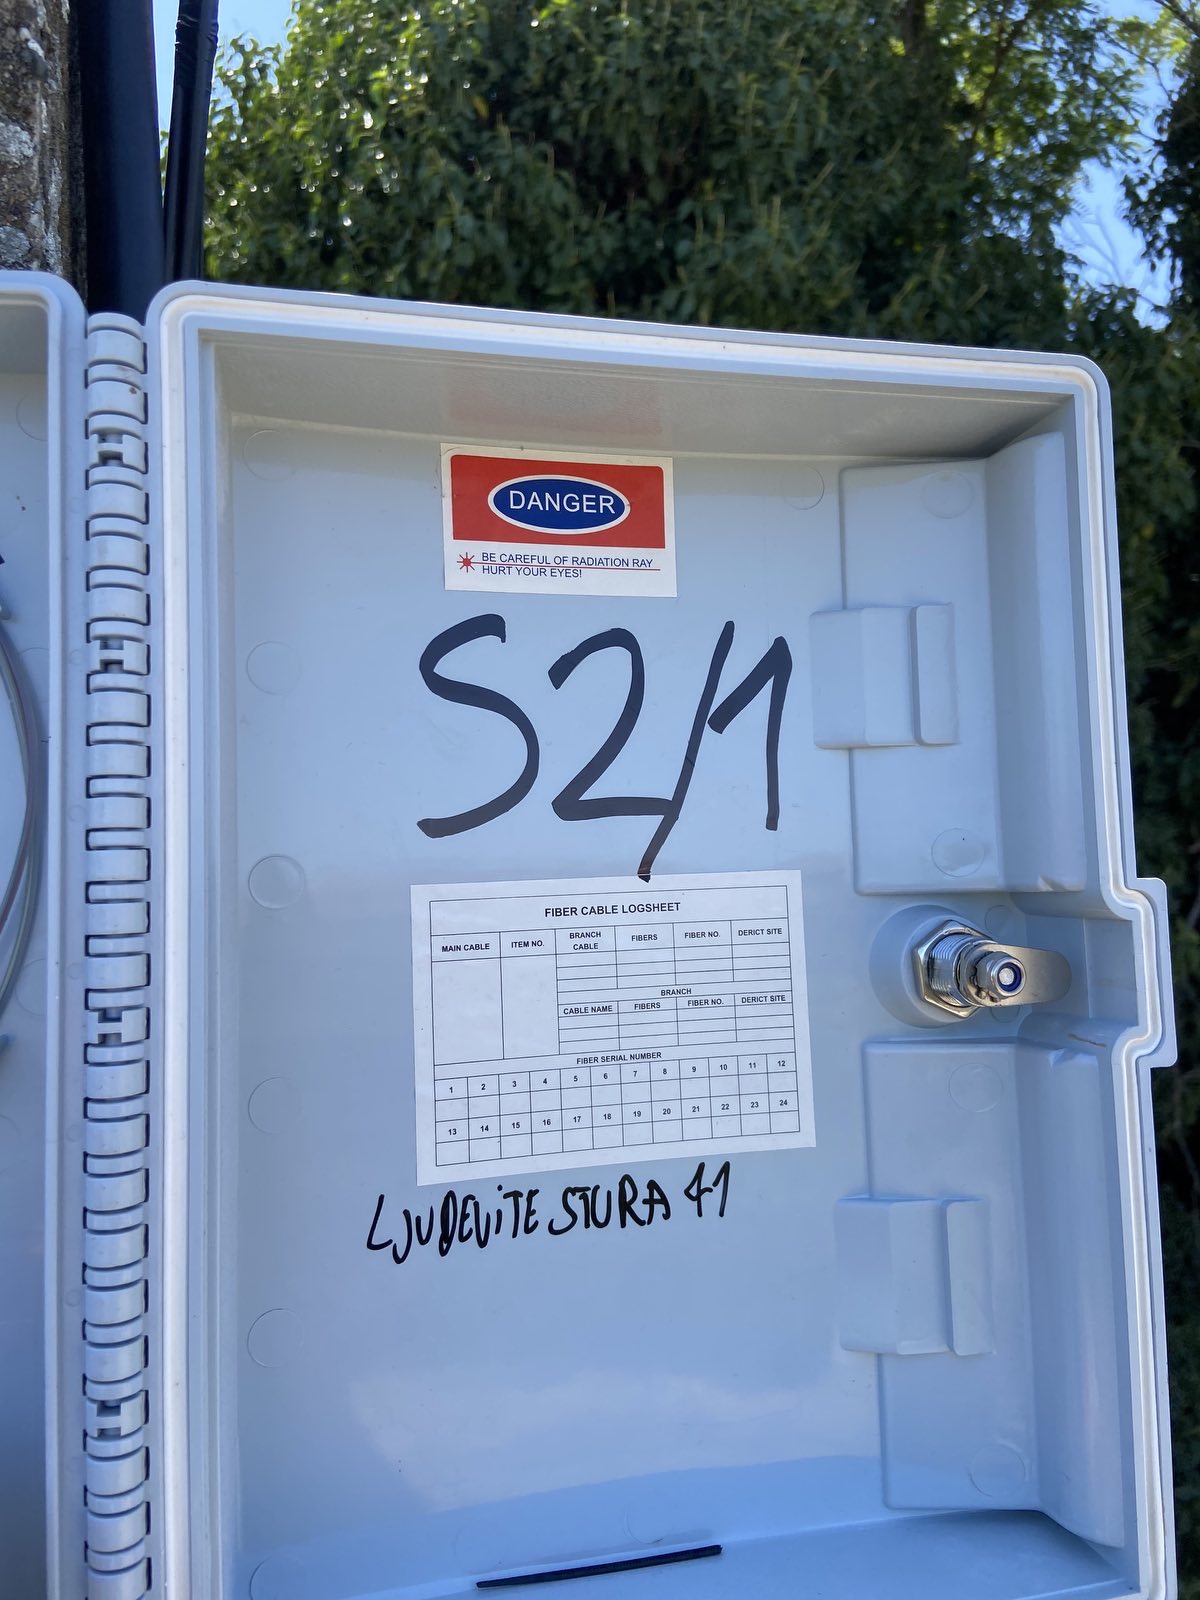 DANGER
BE CAREFUL OF RADIATION RAY
HURT YOUR EYES!
S2/1
FIBER CABLE LOGSHEET
MAIN CABLE ITEM NO. BRANCH CABLE FIBERS FIBER NO. DERICT SITE
BRANCH
CABLE NAME FIBERS FIBER NO. DERICT SITE
FIBER SERIAL NUMBER
1 2 3 4 5 6 7 8 9 10 11 12
13 14 15 16 17 18 19 20 21 22 23 24
LJUDEVITE STURA 41